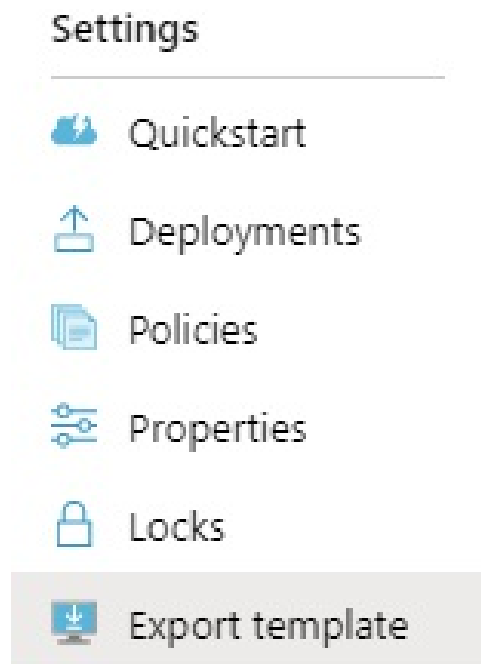 Settings
Quickstart
Deployments
Policies
Properties
Locks
Export template